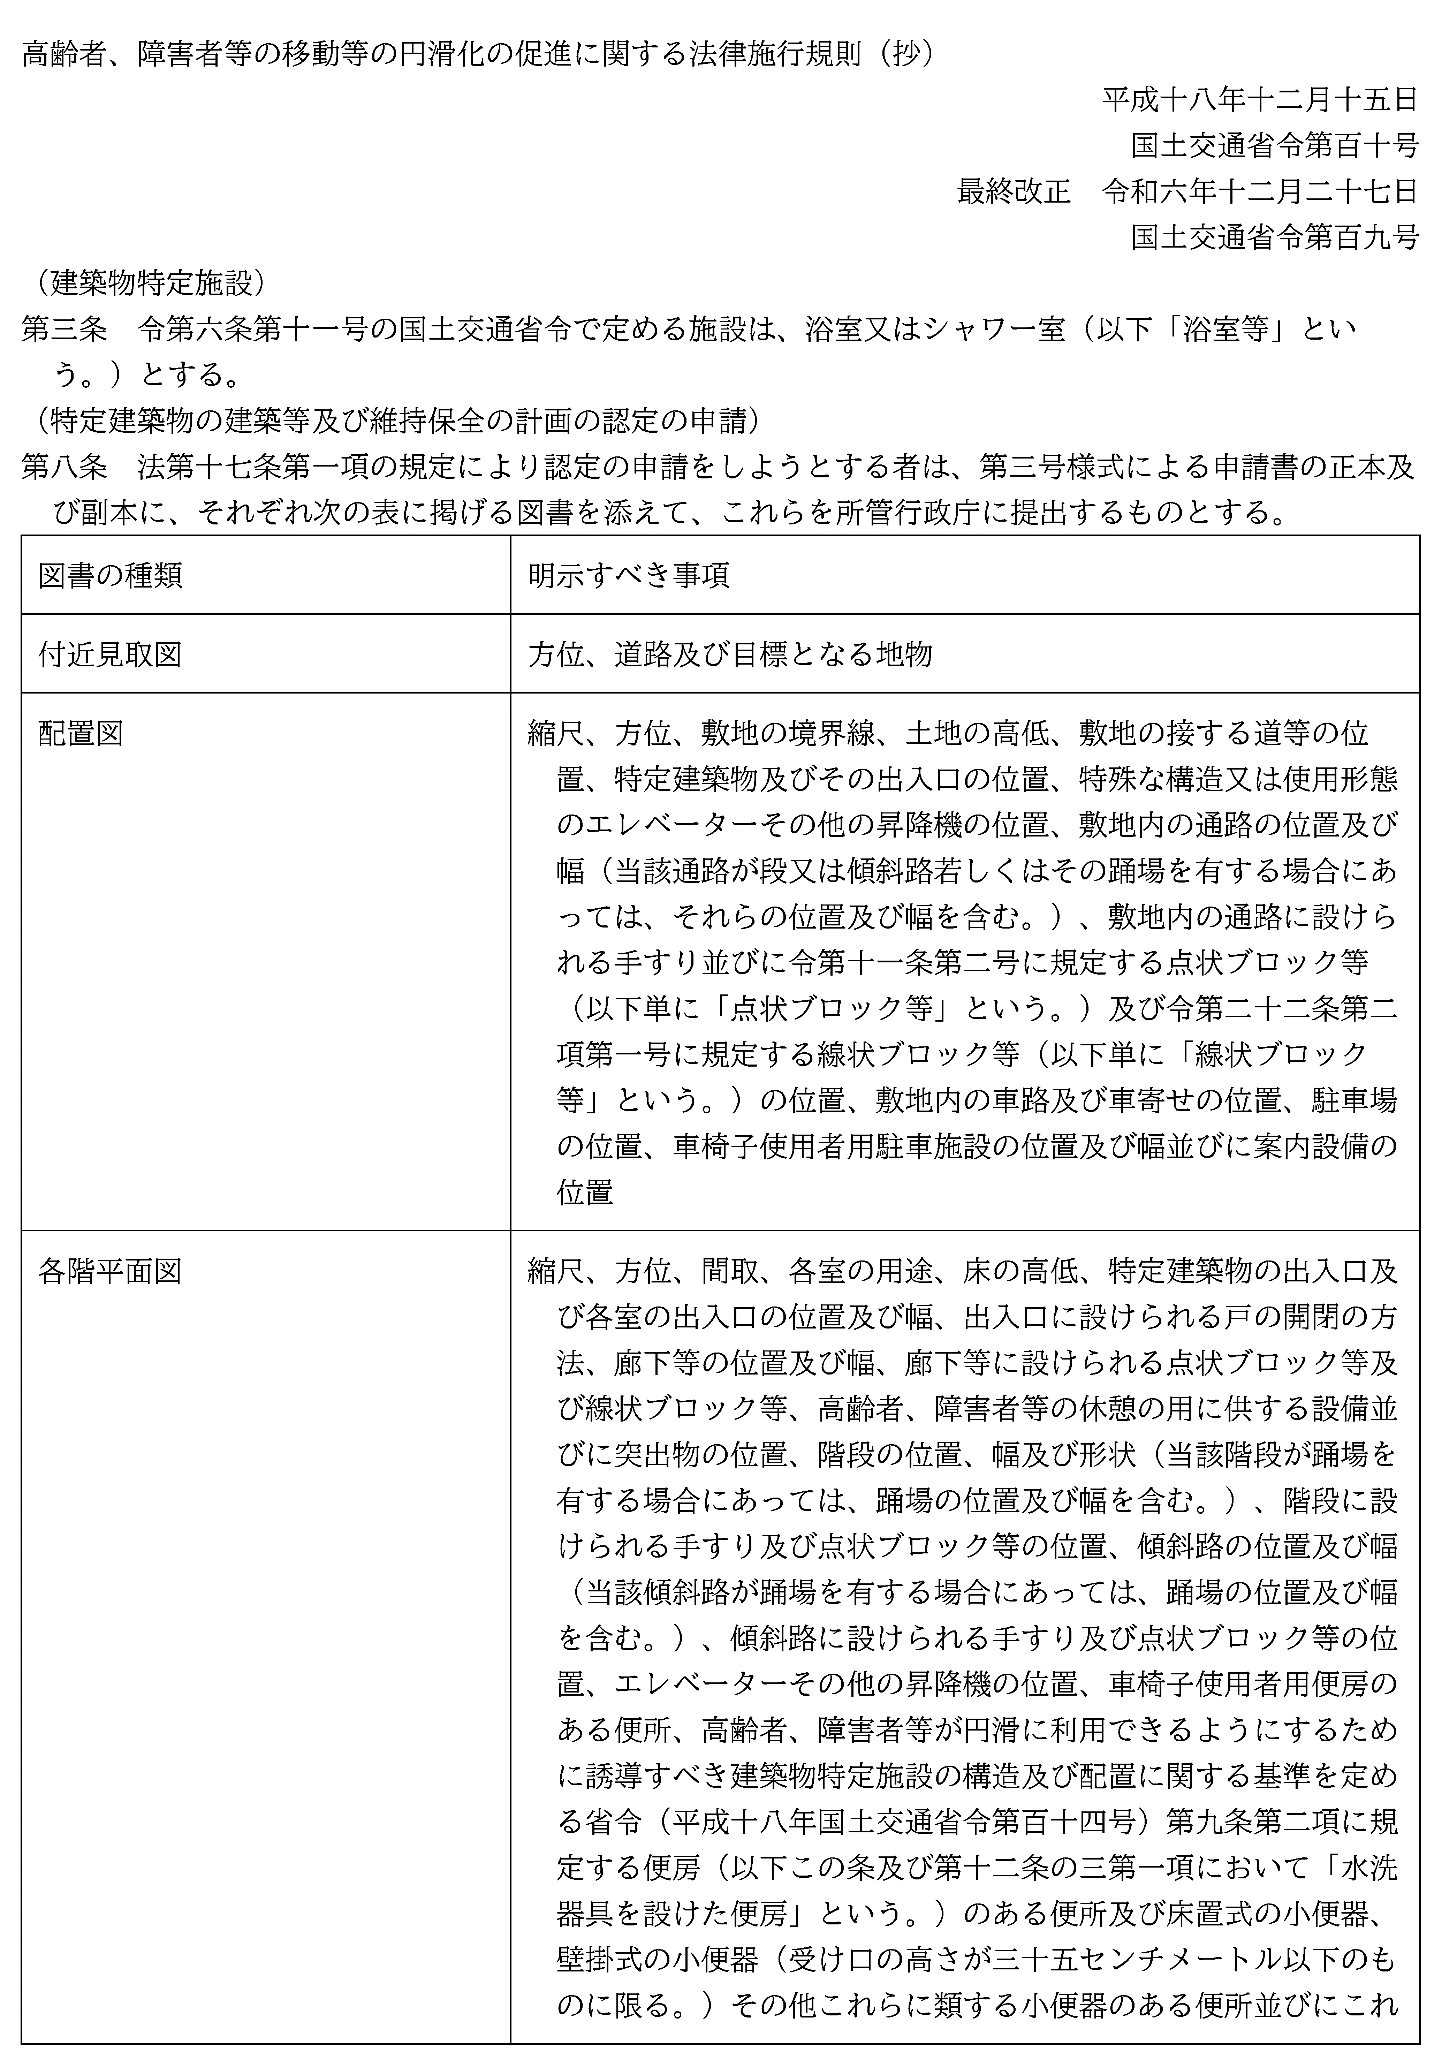 高齢者、障害者等の移動等の円滑化の促進に関する法律施行規則（抄）
平成十八年十二月十五日
国土交通省令第百十号
最終改正　令和六年十二月二十七日
国土交通省令第百九号
（建築物特定施設）
第三条　令第六条第十一号の国土交通省令で定める施設は、浴室又はシャワー室（以下「浴室等」とい
う。）とする。
（特定建築物の建築等及び維持保全の計画の認定の申請）
第八条　法第十七条第一項の規定により認定の申請をしようとする者は、第三号様式による申請書の正本及
び副本に、それぞれ次の表に掲げる図書を添えて、これらを所管行政庁に提出するものとする。
図書の種類
明示すべき事項
付近見取図
方位、道路及び目標となる地物
配置図
縮尺、方位、敷地の境界線、土地の高低、敷地の接する道等の位
置、特定建築物及びその出入口の位置、特殊な構造又は使用形態
のエレベーターその他の昇降機の位置、敷地内の通路の位置及び
幅（当該通路が段又は傾斜路若しくはその踊場を有する場合にあ
っては、それらの位置及び幅を含む。）、敷地内の通路に設けら
れる手すり並びに令第十一条第二号に規定する点状ブロック等
（以下単に「点状ブロック等」という。）及び令第二十二条第二
項第一号に規定する線状ブロック等（以下単に「線状ブロック
等」という。）の位置、敷地内の車路及び車寄せの位置、駐車場
の位置、車椅子使用者用駐車施設の位置及び幅並びに案内設備の
位置
各階平面図
縮尺、方位、間取、各室の用途、床の高低、特定建築物の出入口及
び各室の出入口の位置及び幅、出入口に設けられる戸の開閉の方
法、廊下等の位置及び幅、廊下等に設けられる点状ブロック等及
び線状ブロック等、高齢者、障害者等の休憩の用に供する設備並
びに突出物の位置、階段の位置、幅及び形状（当該階段が踊場を
有する場合にあっては、踊場の位置及び幅を含む。）、階段に設
けられる手すり及び点状ブロック等の位置、傾斜路の位置及び幅
（当該傾斜路が踊場を有する場合にあっては、踊場の位置及び幅
を含む。）、傾斜路に設けられる手すり及び点状ブロック等の位
置、エレベーターその他の昇降機の位置、車椅子使用者用便房の
ある便所、高齢者、障害者等が円滑に利用できるようにするため
に誘導すべき建築物特定施設の構造及び配置に関する基準を定め
る省令（平成十八年国土交通省令第百十四号）第九条第二項に規
定する便房（以下この条及び第十二条の三第一項において「水洗
器具を設けた便房」という。）のある便所及び床置式の小便器、
壁掛式の小便器（受け口の高さが三十五センチメートル以下のも
のに限る。）その他これらに類する小便器のある便所並びにこれ